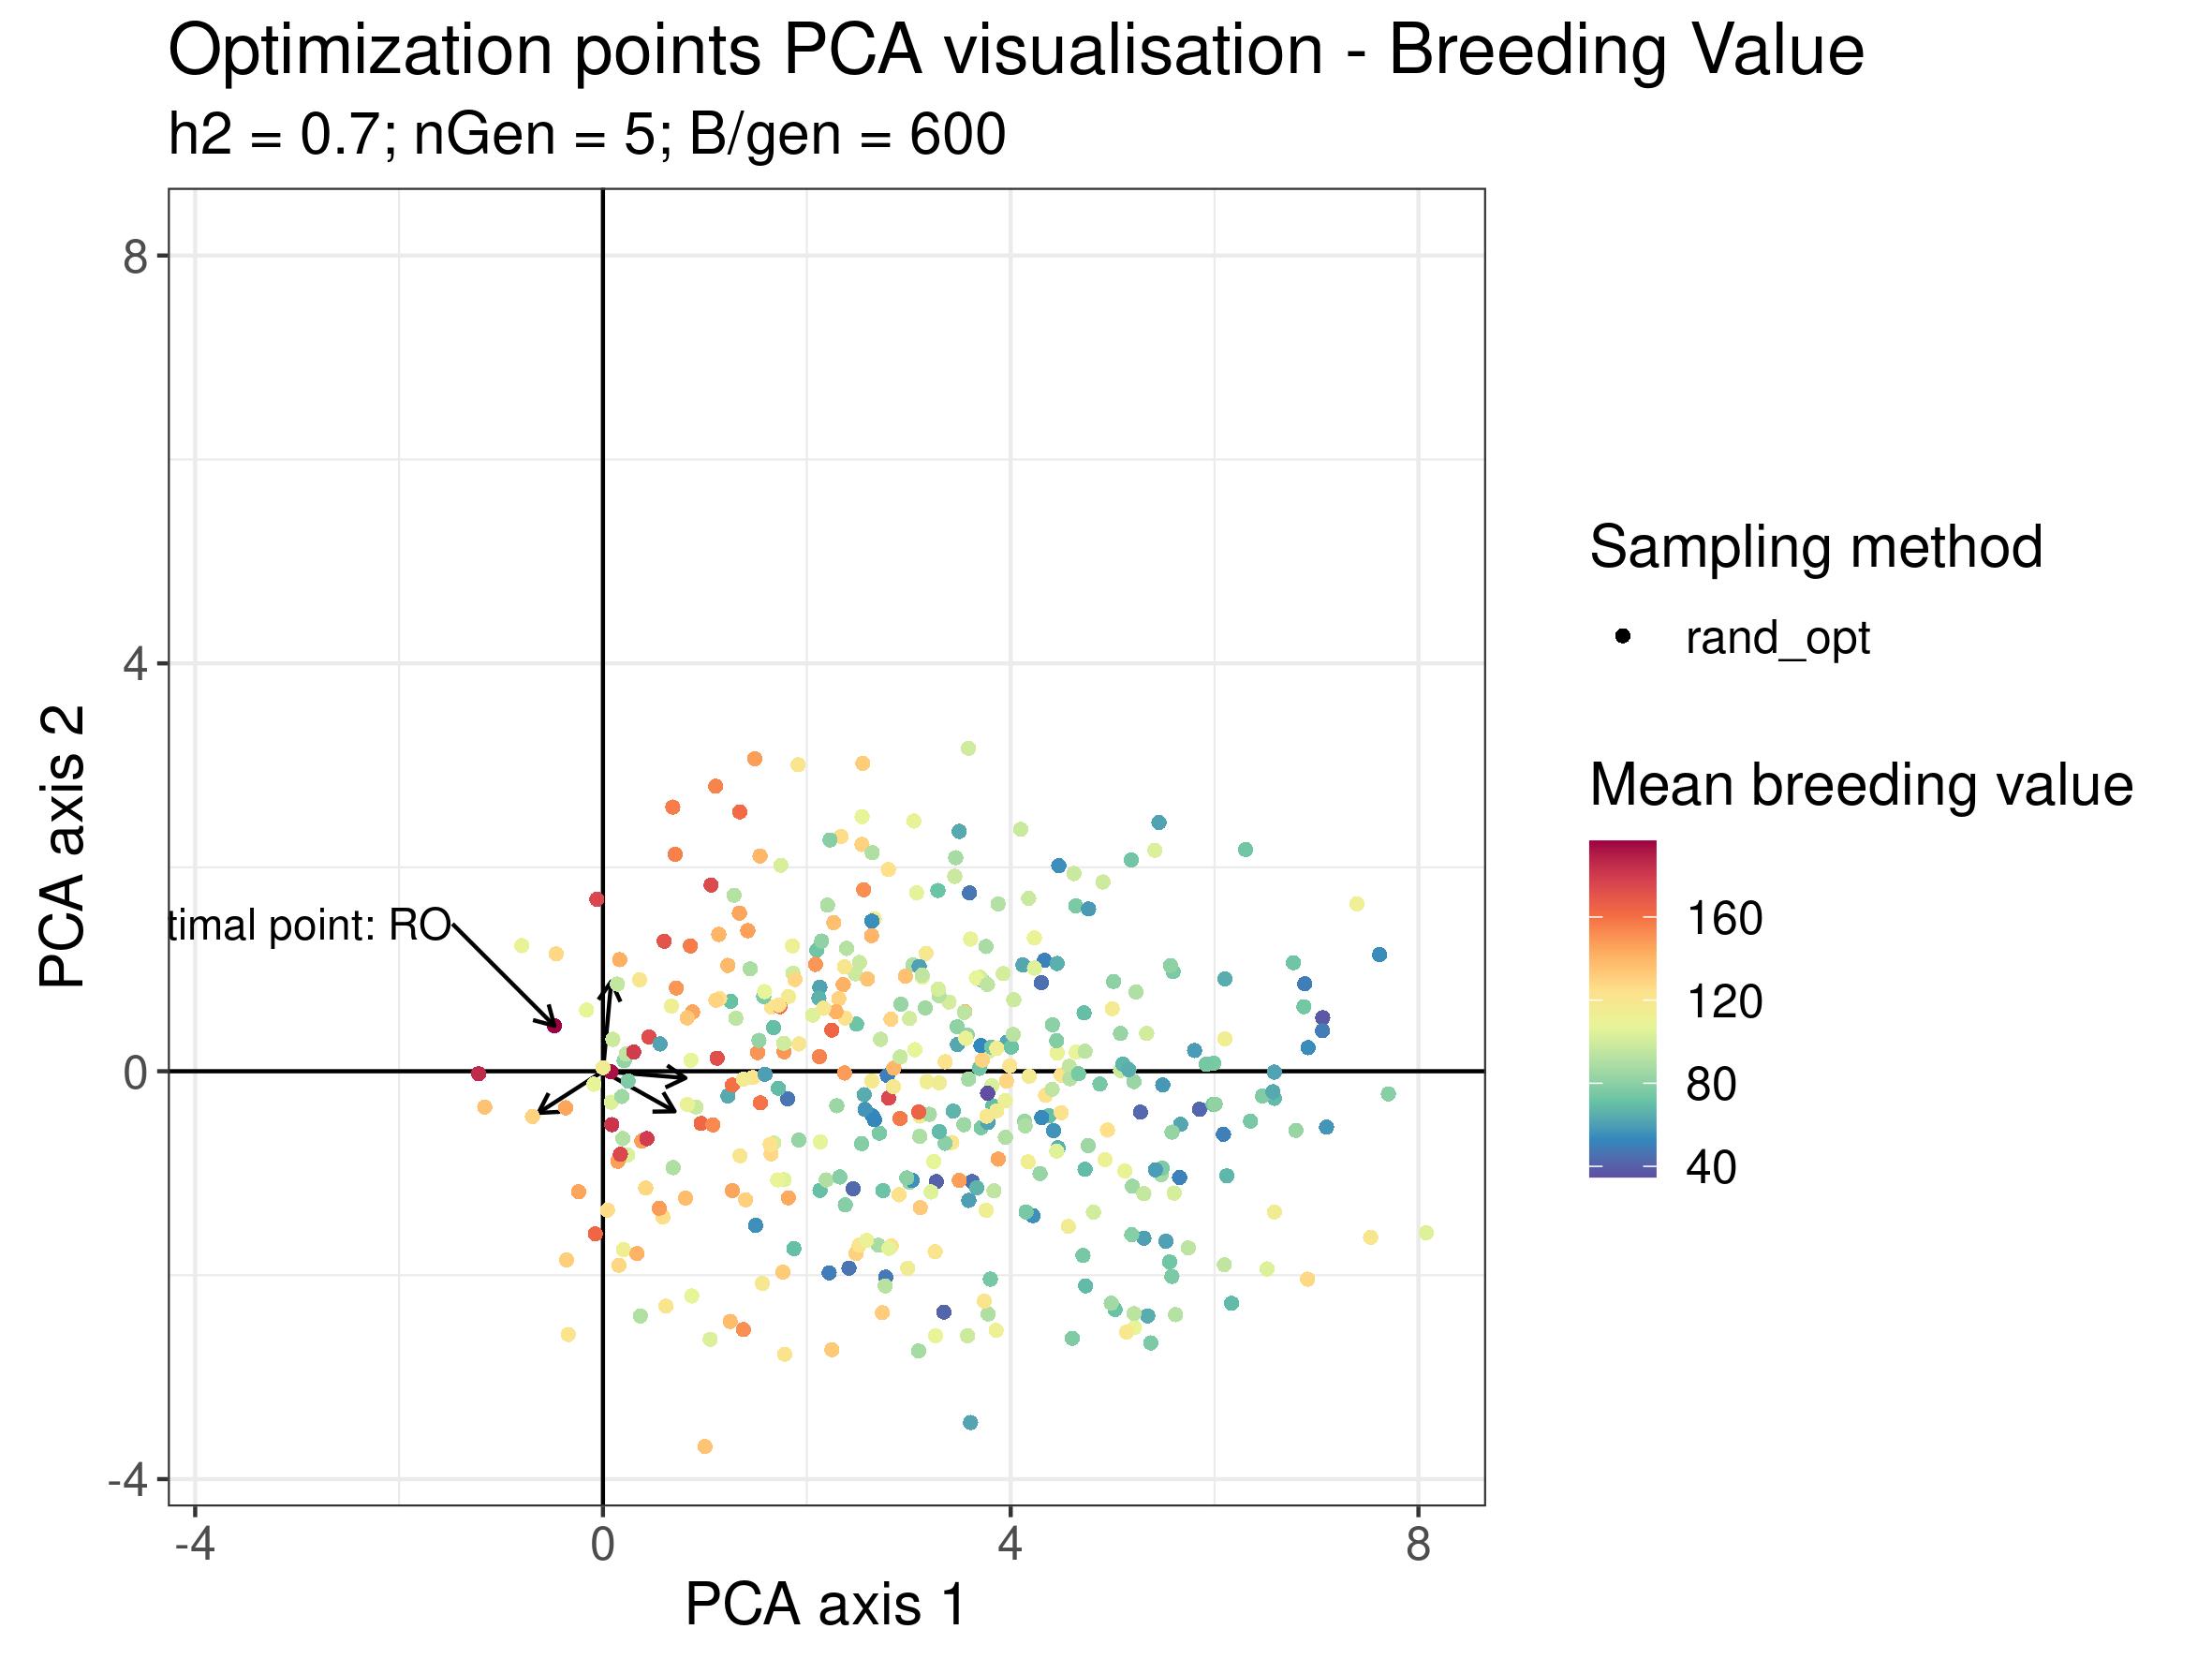 Optimization points PCA visualisation - Breeding Value
h2 = 0.7; nGen = 5; B/gen = 600
8
4
0
-4
PCA axis 2
timal point: RO
-4
0
4
8
PCA axis 1
Sampling method
rand_opt
Mean breeding value
160
120
80
40